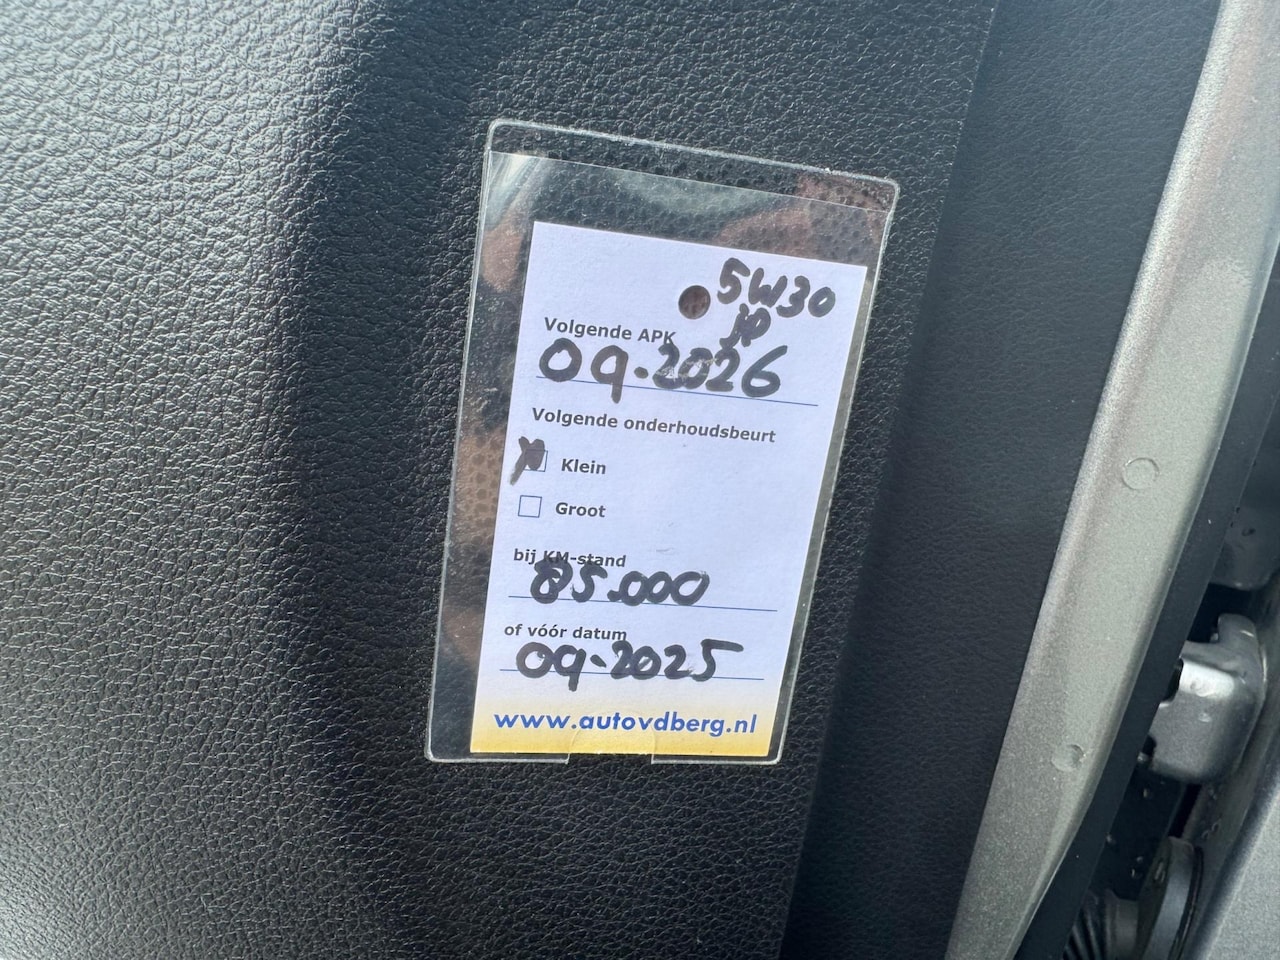 5W30
Volgende APK
09-2026
Volgende onderhoudsbeurt
Klein
Groot
bij KM-stand
85.000
of vóór datum
09-2025
www.autovdberg.nl